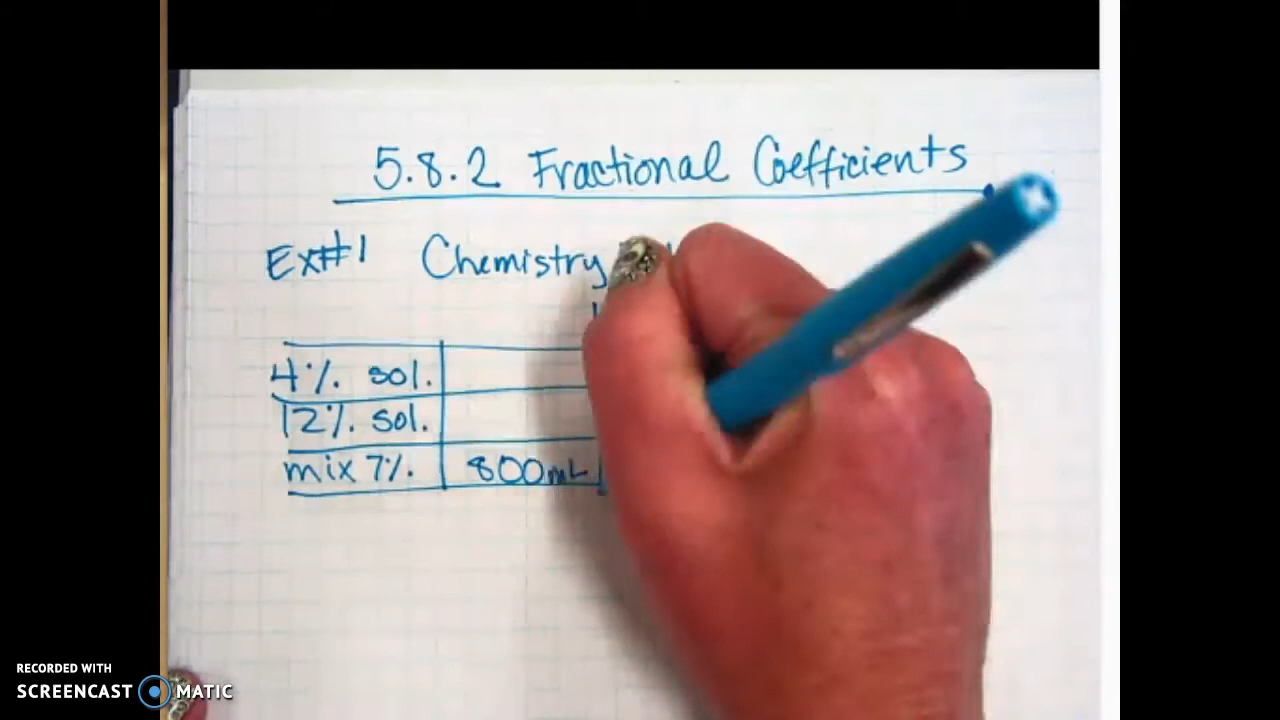 5.8.2 Fractional Coefficients
Ex#1 Chemistry
4% sol.
12% sol.
mix 7% 800mL
RECORDED WITH
SCREENCAST MATIC